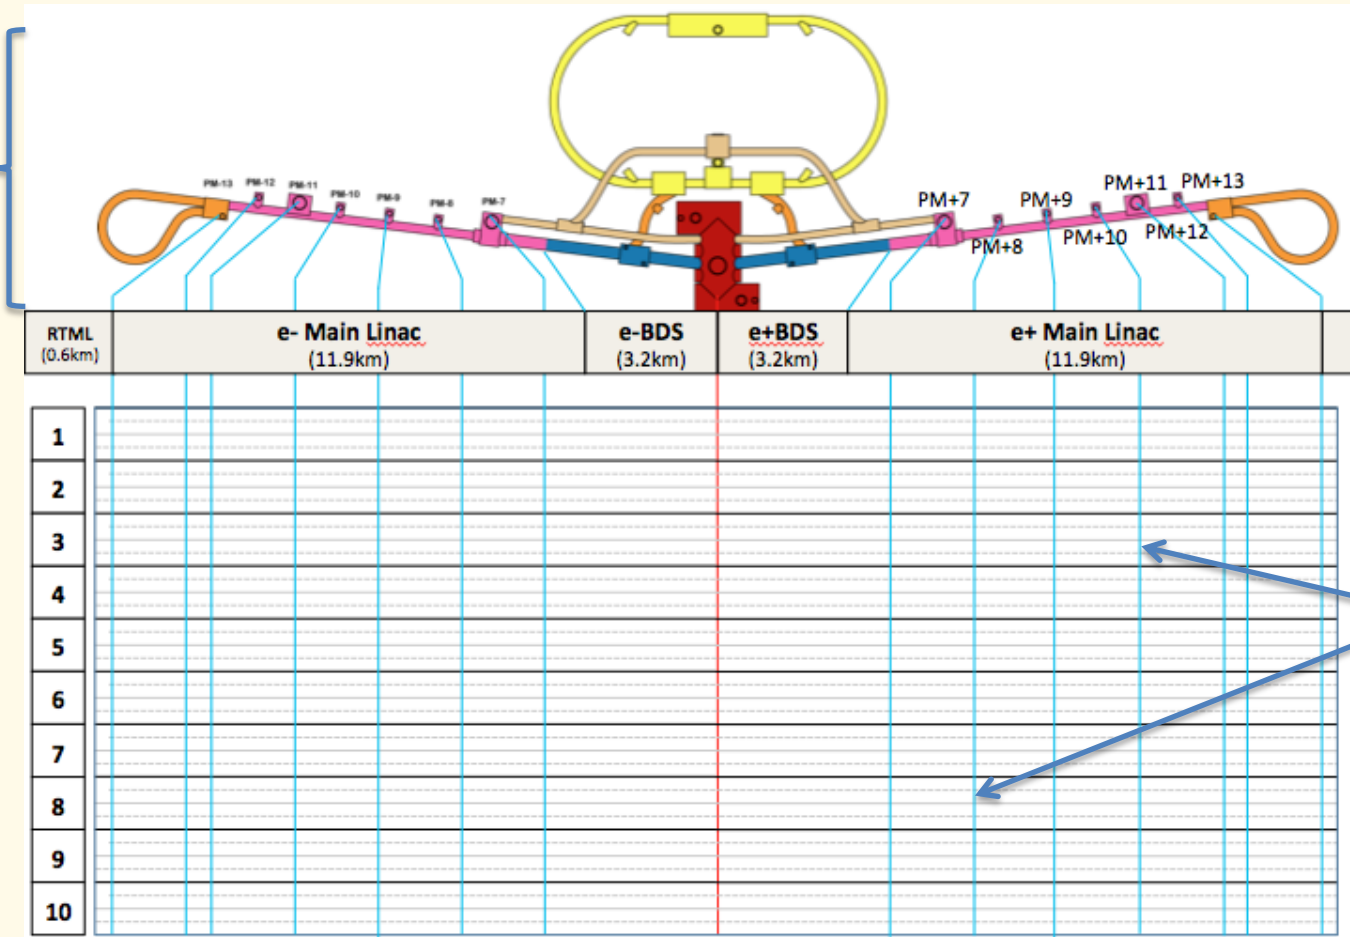 PM-13 PM-12 PM-11 PM-10 PM-9 PM-8 PM-7
PM+7 PM+8 PM+9 PM+10 PM+11 PM+12 PM+13
RTML
(0.6km)
e- Main Linac
(11.9km)
e-BDS
(3.2km)
e+BDS
(3.2km)
e+ Main Linac
(11.9km)
1
2
3
4
5
6
7
8
9
10